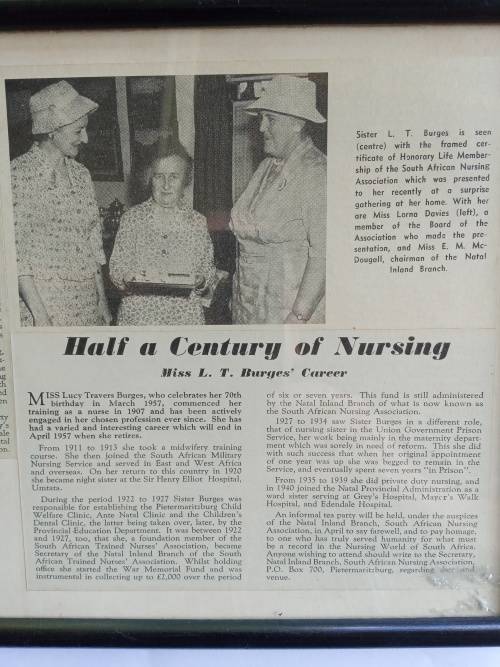 Sister L. T. Burges is seen
(centre) with the framed cer-
tificate of Honorary Life Member-
ship of the South African Nursing
Association which was presented
to her recently at a surprise
gathering at her home. With her
are Miss Lorna Davies (left), a
member of the Board of the
Association who made the pre-
sentation, and Miss E. M. Mc-
Dougall, chairman of the Natal
Inland Branch.
Half a Century of Nursing
Miss L. T. Burges' Career
MISS Lucy Travers Burges, who celebrates her 70th
birthday in March 1957, commenced her
training as a nurse in 1907 and has been actively
engaged in her chosen profession ever since. She has
had a varied and interesting career which will end in
April 1957 when she retires.
From 1911 to 1913 she took a midwifery training
course. She then joined the South African Military
Nursing Service and served in East and West Africa
and overseas. On her return to this country in 1920
she became night sister at the Sir Henry Elliot Hospital,
Umtata.
During the period 1922 to 1927 Sister Burges was
responsible for establishing the Pietermaritzburg Child
Welfare Clinic, Ante Natal Clinic and the Children's
Dental Clinic, the latter being taken over, later, by the
Provincial Education Department. It was between 1922
and 1927, too, that she, a foundation member of the
South African Trained Nurses' Association, became
Secretary of the Natal Inland Branch of the South
African Trained Nurses' Association. Whilst holding
office she started the War Memorial Fund and was
instrumental in collecting up to £2,000 over the period
of six or seven years. This fund is still administered
by the Natal Inland Branch of what is now known as
the South African Nursing Association.
1927 to 1934 saw Sister Burges in a different role,
that of nursing sister in the Union Government Prison
Service, her work being mainly in the maternity depart-
ment which was sorely in need of reform. This she did
with such success that when her original appointment
of one year was up she was begged to remain in the
Service, and eventually spent seven years "in Prison".
From 1935 to 1939 she did private duty nursing, and
in 1940 joined the Natal Provincial Administration as a
ward sister serving at Grey's Hospital, Mayor's Walk
Hospital, and Edendale Hospital.
An informal tea party will be held, under the auspices
of the Natal Inland Branch, South African Nursing
Association, in April to say farewell, and to pay homage,
to one who has truly served humanity for what must
be a record in the Nursing World of South Africa.
Anyone wishing to attend should write to the Secretary,
Natal Inland Branch, South African Nursing Association,
P.O. Box 700, Pietermaritzburg, regarding date and
venue.